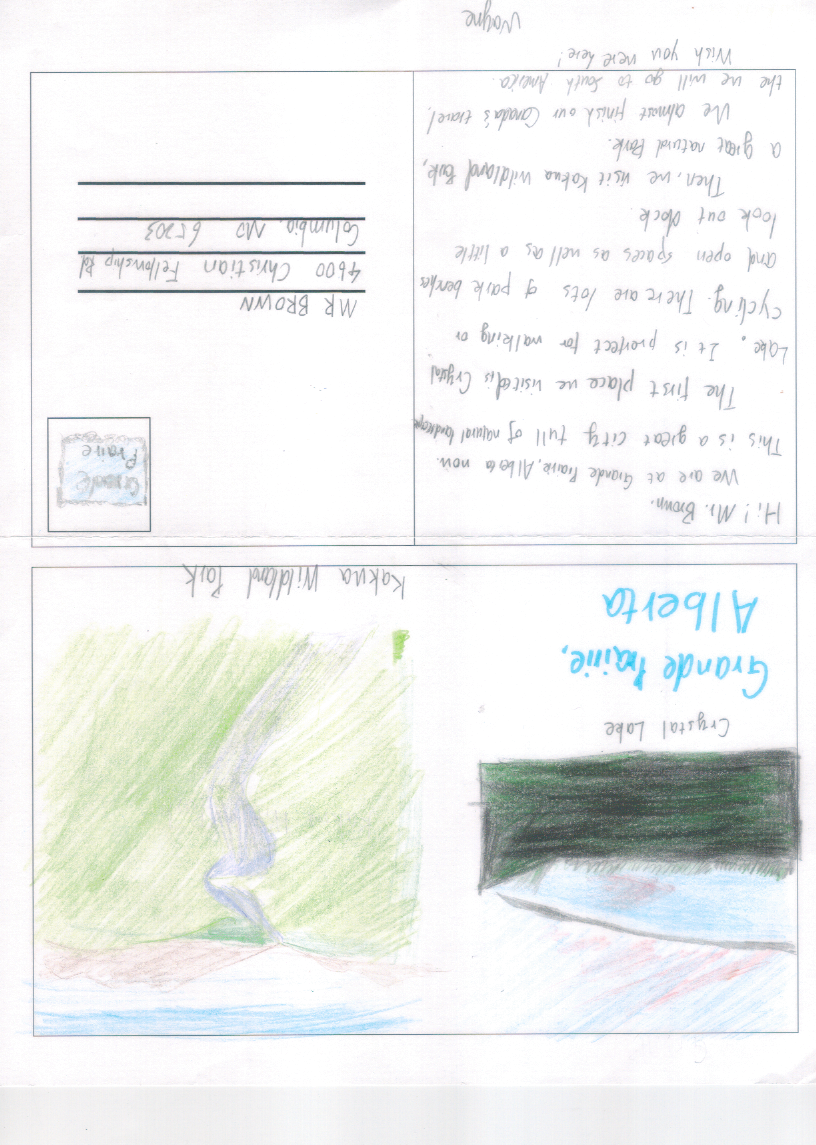 Crystal Lake
Grande Prairie,
Alberta
Kakua Wildland Park
Hi! Mr. Brown.
We are at Grande Prairie, Alberta now.
This is a great city full of natural landscape
The first place we visited is Crystal
Lake. It is prerfect for walking or
cycling. There are lots of park benches
and open spaces as well as a little
look out dock.
Then, we visit Kakua Wildland Park,
a great natural Park.
We almost finish our Canada's travel,
the we will go to South America.
Wish you were here!
Wayne
Grande
Prairie
MR BROWN
4600 Christian Fellowship Rd
Columbia. MO 65203